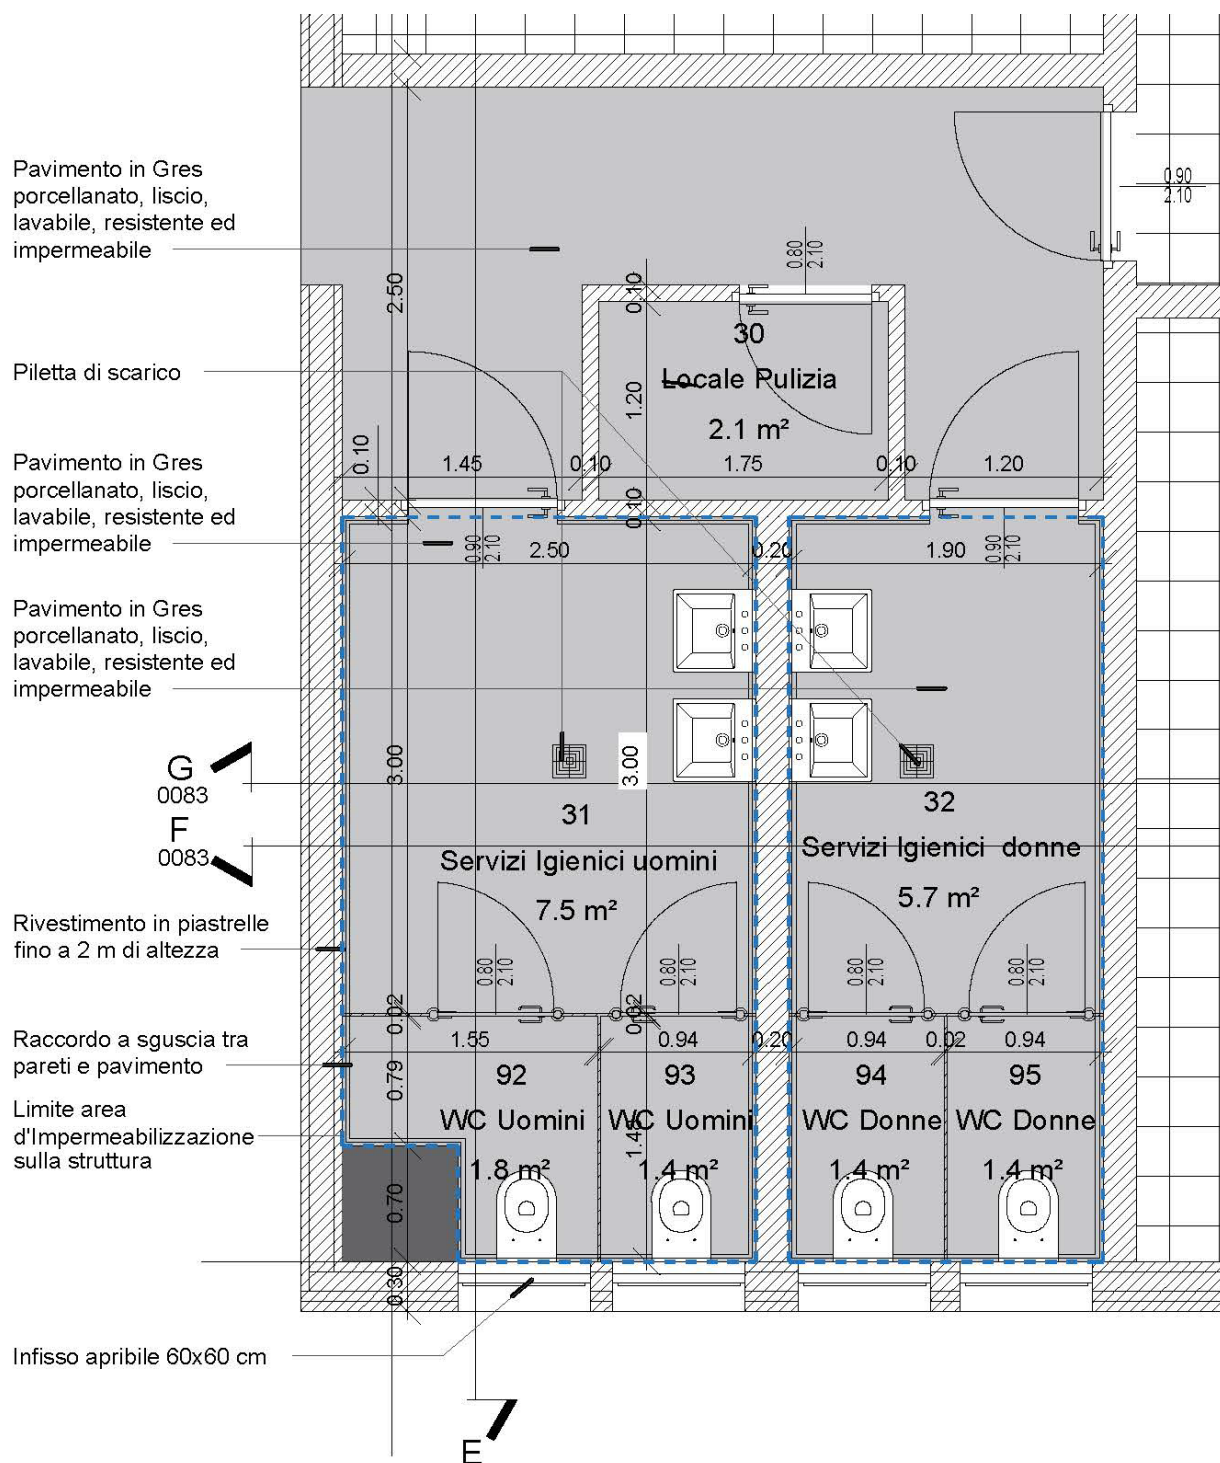 Pavimento in Gres
porcellanato, liscio,
lavabile, resistente ed
impermeabile
0.90
2.10
0.80
2.10
2.50
0.10
30
Piletta di scarico
Locale Pulizia
1.20
2.1 m²
Pavimento in Gres
porcellanato, liscio,
lavabile, resistente ed
impermeabile
0.10
1.45
0.10
1.75
0.10
1.20
0.10
0.90
2.10
2.50
0.20
1.90
0.90
2.10
Pavimento in Gres
porcellanato, liscio,
lavabile, resistente ed
impermeabile
G
0083
F
0083
3.00
3.00
31
32
Servizi Igienici uomini
Servizi Igienici donne
7.5 m²
5.7 m²
Rivestimento in piastrelle
fino a 2 m di altezza
0.80
2.10
0.80
2.10
0.80
2.10
0.80
2.10
0.02
0.02
Raccordo a sguscia tra
pareti e pavimento
1.55
0.94
0.20
0.94
0.02
0.94
0.79
92
93
94
95
Limite area
d'Impermeabilizzazione
sulla struttura
WC Uomini
WC Uomini
WC Donne
WC Donne
1.8 m²
1.4 m²
1.4 m²
1.4 m²
0.70
0.30
Infisso apribile 60x60 cm
E